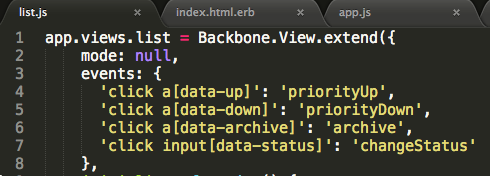 list.js × index.html.erb × app.js ×
1 app.views.list = Backbone.View.extend({
2 mode: null,
3 events: {
4 'click a[data-up]': 'priorityUp',
5 'click a[data-down]': 'priorityDown',
6 'click a[data-archive]': 'archive',
7 'click input[data-status]': 'changeStatus'
8 },